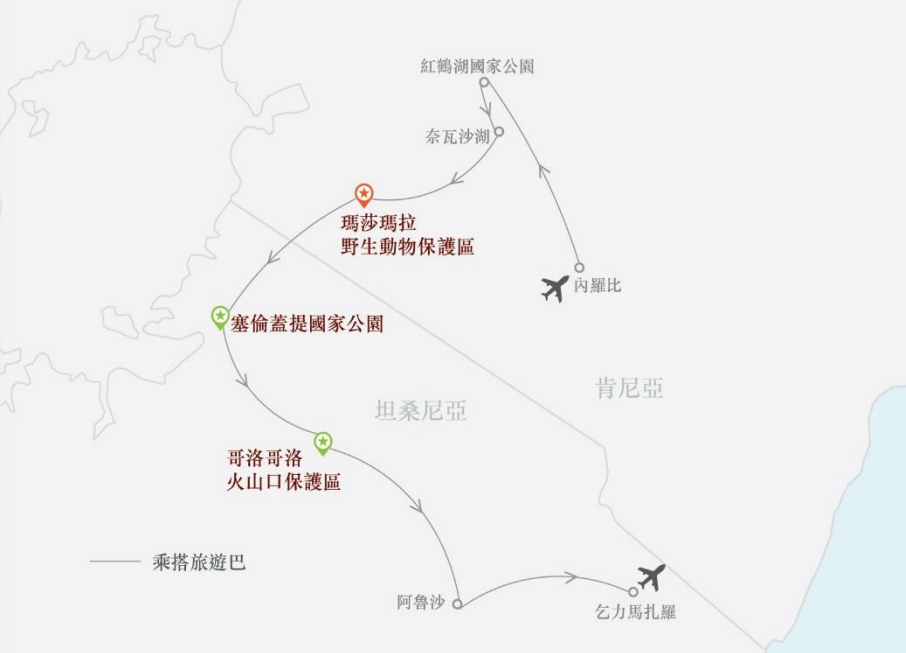 紅鶴湖國家公園
奈瓦沙湖
瑪莎瑪拉
野生動物保護區
內羅比
塞倫蓋提國家公園
肯尼亞
坦桑尼亞
哥洛哥洛
火山口保護區
乘搭旅遊巴
阿魯沙
乞力馬扎羅